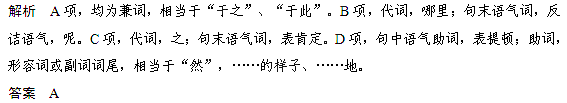 解析　A项，均为兼词，相当于“于之”、“于此”。B项，代词，哪里；句末语气词，反
诘语气，呢。C项，代词，之；句末语气词，表肯定。D项，句中语气助词，表提顿；助词，
形容词或副词词尾，相当于“然”，……的样子、……地。
答案　A